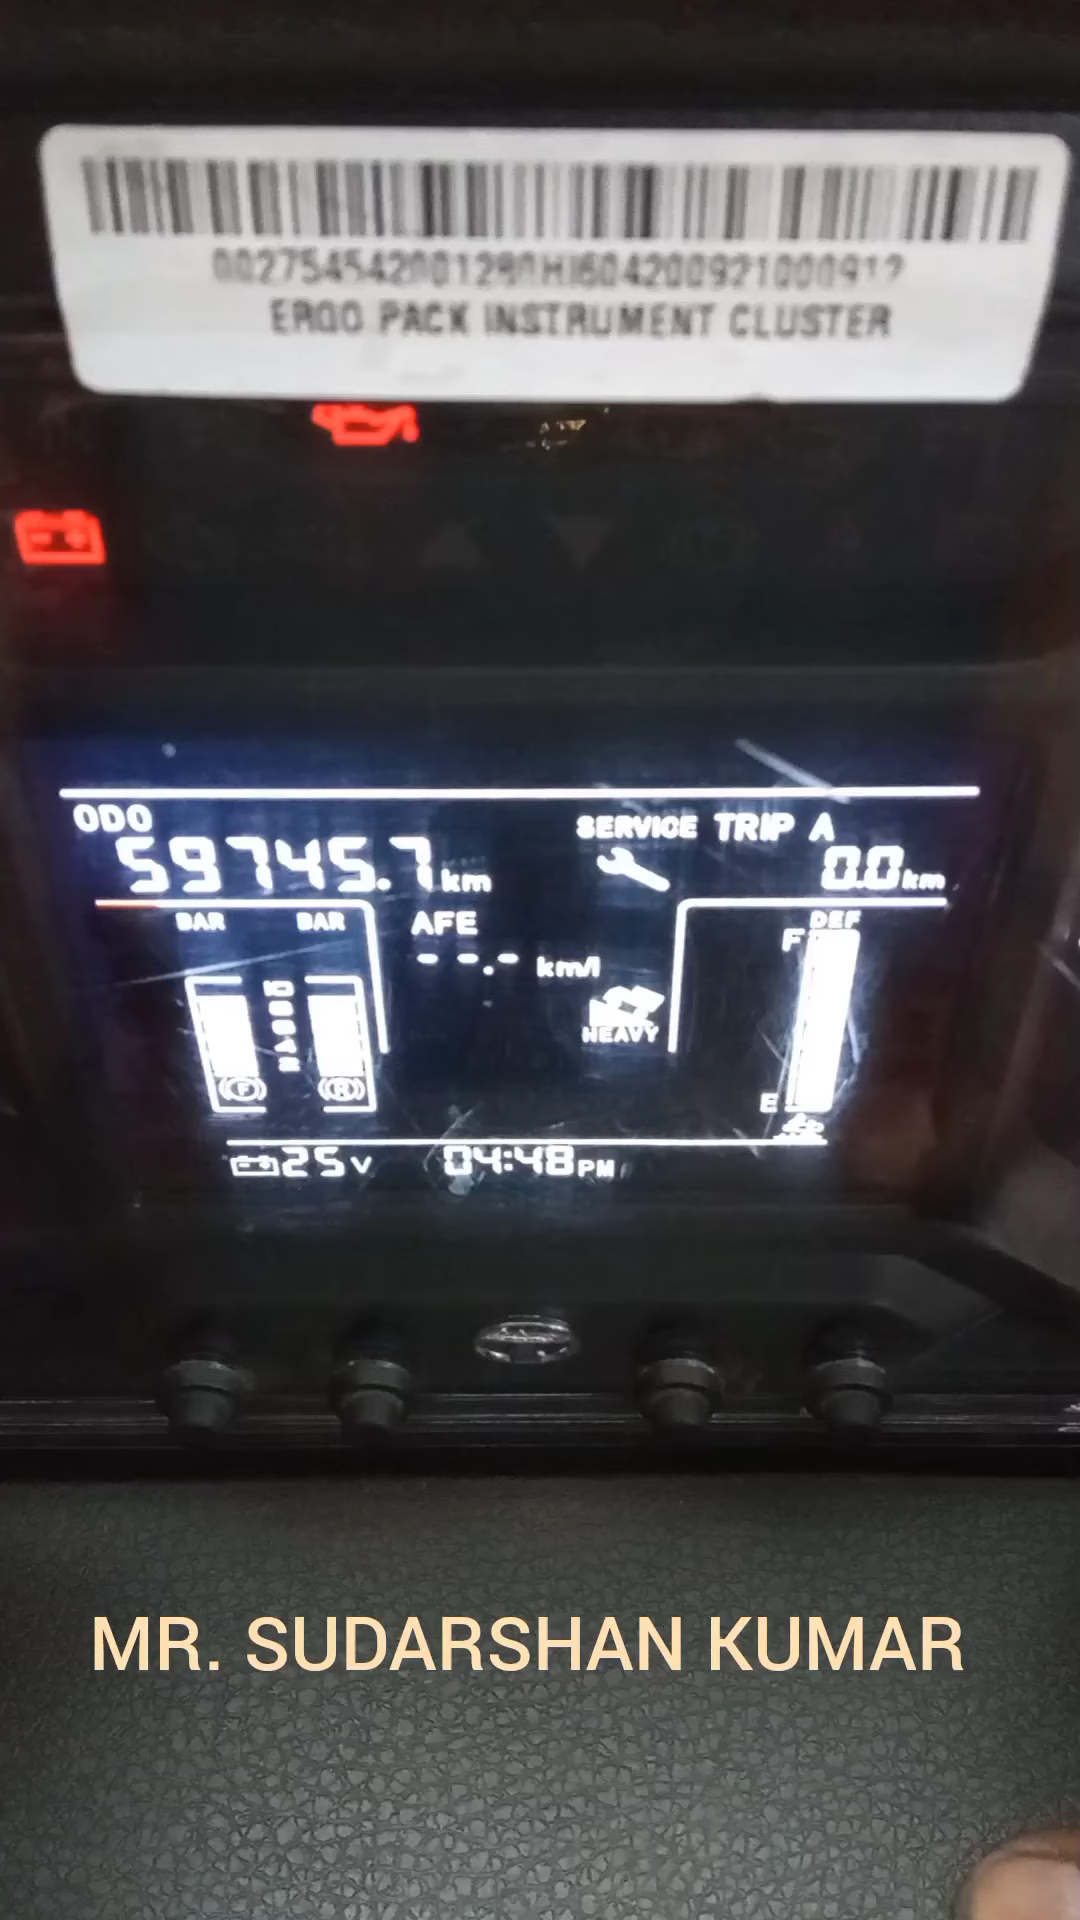 ERGO PACK INSTRUMENT CLUSTER
ODO
59745.7 km
SERVICE TRIP A
0.0 km
BAR BAR AFE
--.- km/l
DEF
F
HEAVY
F R
E
25 V 04:48 PM
MR. SUDARSHAN KUMAR